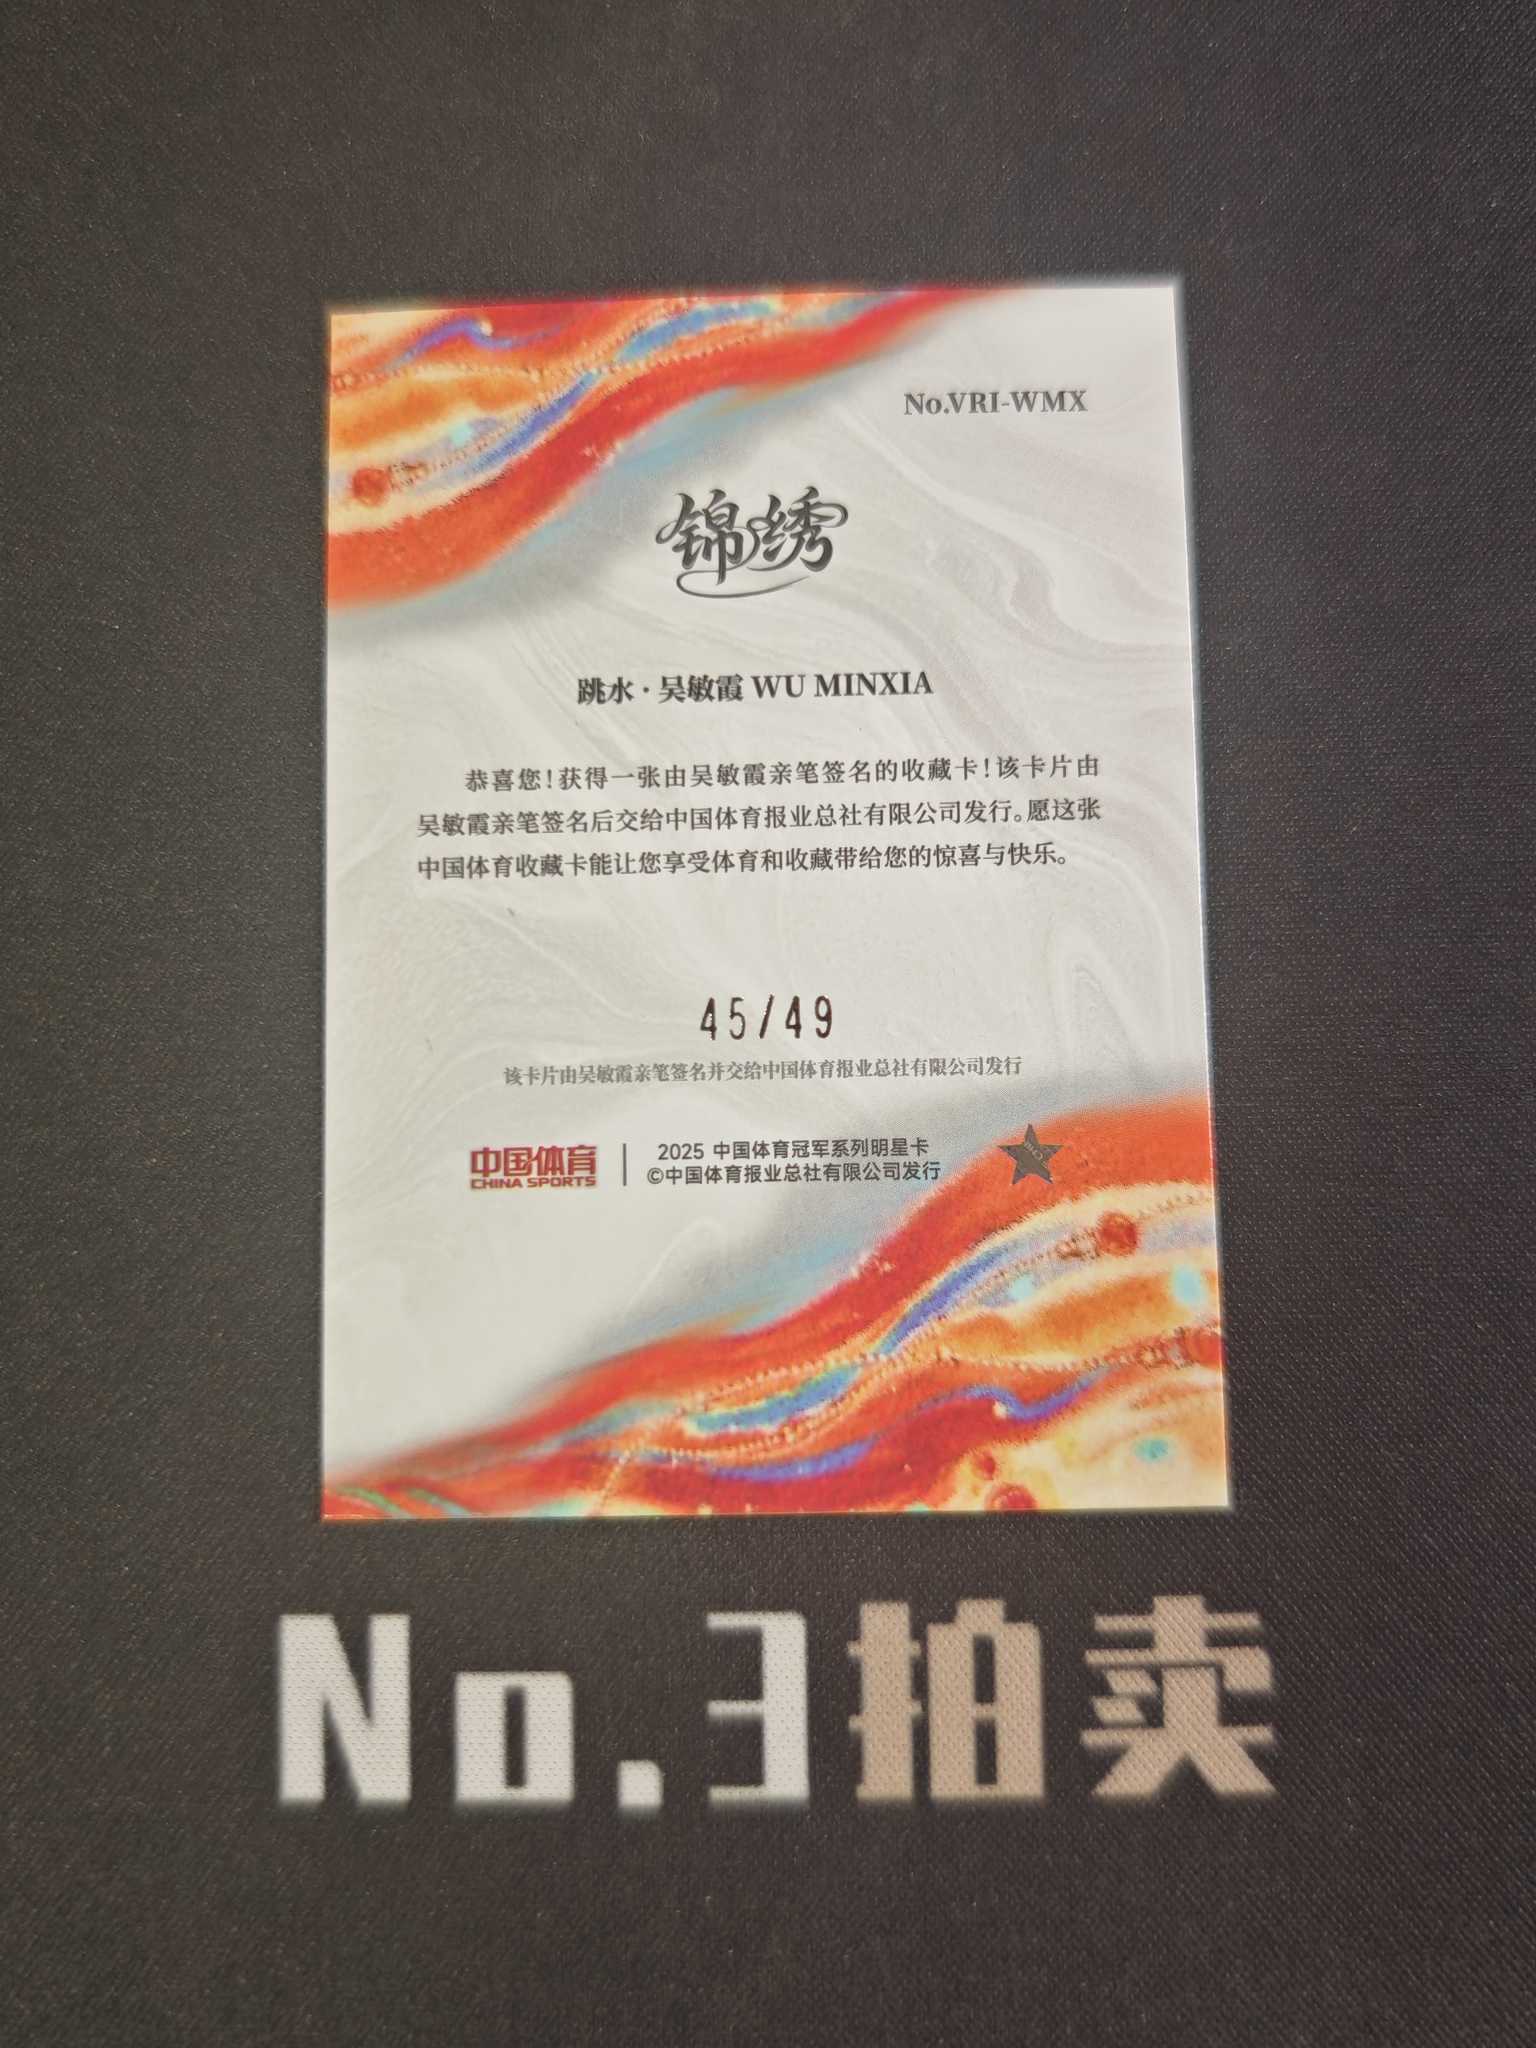 No.VRI-WMX
锦绣
跳水·吴敏霞 WU MINXIA
恭喜您!获得一张由吴敏霞亲笔签名的收藏卡!该卡片由
吴敏霞亲笔签名后交给中国体育报业总社有限公司发行。愿这张
中国体育收藏卡能让您享受体育和收藏带给您的惊喜与快乐。
45/49
该卡片由吴敏霞亲笔签名并交给中国体育报业总社有限公司发行
中国体育
CHINA SPORTS
2025 中国体育冠军系列明星卡
©中国体育报业总社有限公司发行
No.3拍卖